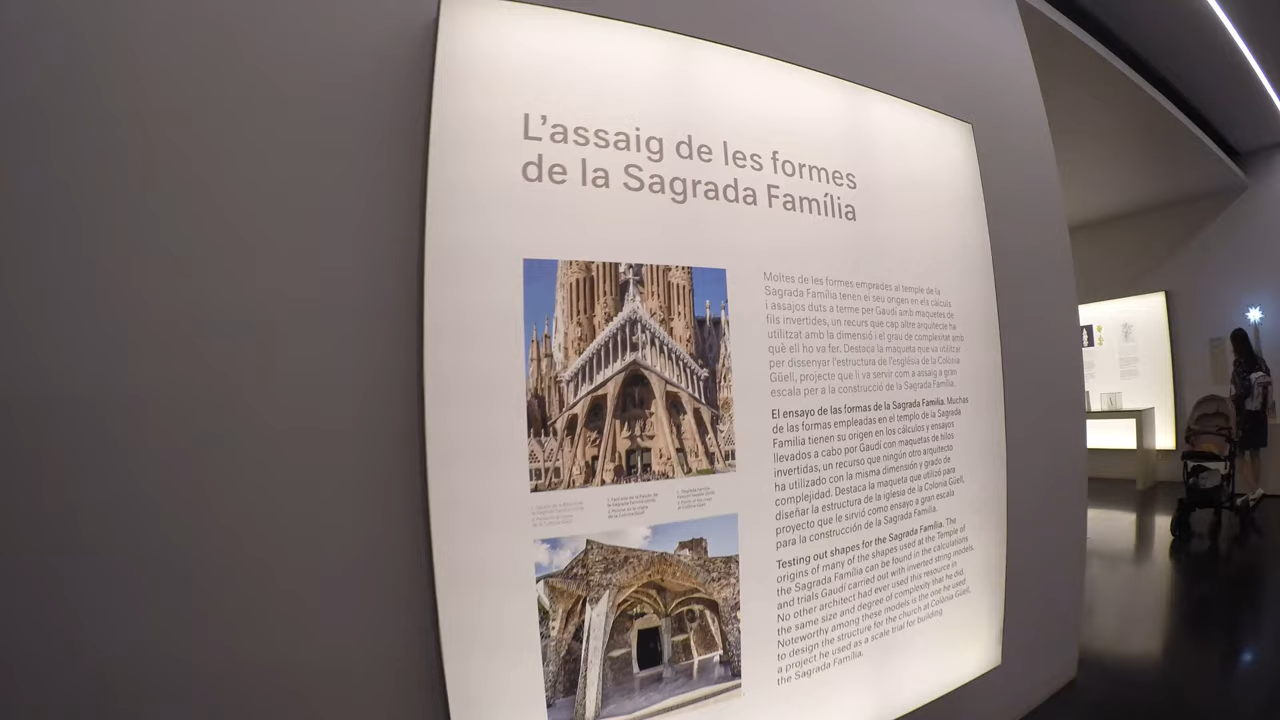 L'assaig de les formes
de la Sagrada Família
Moltes de les formes emprades al temple de la
Sagrada Família tenen el seu origen en els càlculs
i assajos duts a terme per Gaudí amb maquetes de
fils invertides, un recurs que cap altre arquitecte ha
utilitzat amb la dimensió i el grau de complexitat amb
què ell ho va fer. Destaca la maqueta que va utilitzar
per dissenyar l'estructura de l'església de la Colònia
Güell, projecte que li va servir com a assaig a gran
escala per a la construcció de la Sagrada Família.
El ensayo de las formas de la Sagrada Familia. Muchas
de las formas empleadas en el templo de la Sagrada
Familia tienen su origen en los cálculos y ensayos
llevados a cabo por Gaudí con maquetas de hilos
invertidas, un recurso que ningún otro arquitecto
ha utilizado con la misma dimensión y grado de
complejidad. Destaca la maqueta que utilizó para
diseñar la estructura de la iglesia de la Colonia Güell,
proyecto que le sirvió como ensayo a gran escala
para la construcción de la Sagrada Familia.
Testing out shapes for the Sagrada Família. The
origins of many of the shapes used at the Temple of
the Sagrada Família can be found in the calculations
and trials Gaudí carried out with inverted string models.
No other architect had ever used this resource in
the same size and degree of complexity that he did.
Noteworthy among these models is the one he used
to design the structure for the church at Colònia Güell,
a project he used as a scale trial for building
the Sagrada Família.